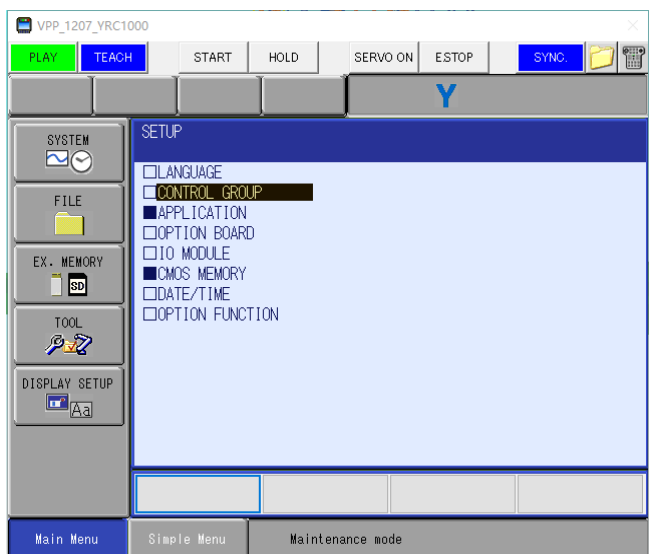 VPP_1207_YRC1000
PLAY TEACH START HOLD SERVO ON E.STOP SYNC.
Y
SYSTEM
FILE
EX. MEMORY
SD
TOOL
DISPLAY SETUP
Aa
SETUP
LANGUAGE
CONTROL GROUP
APPLICATION
OPTION BOARD
IO MODULE
CMOS MEMORY
DATE/TIME
OPTION FUNCTION
Main Menu Simple Menu Maintenance mode